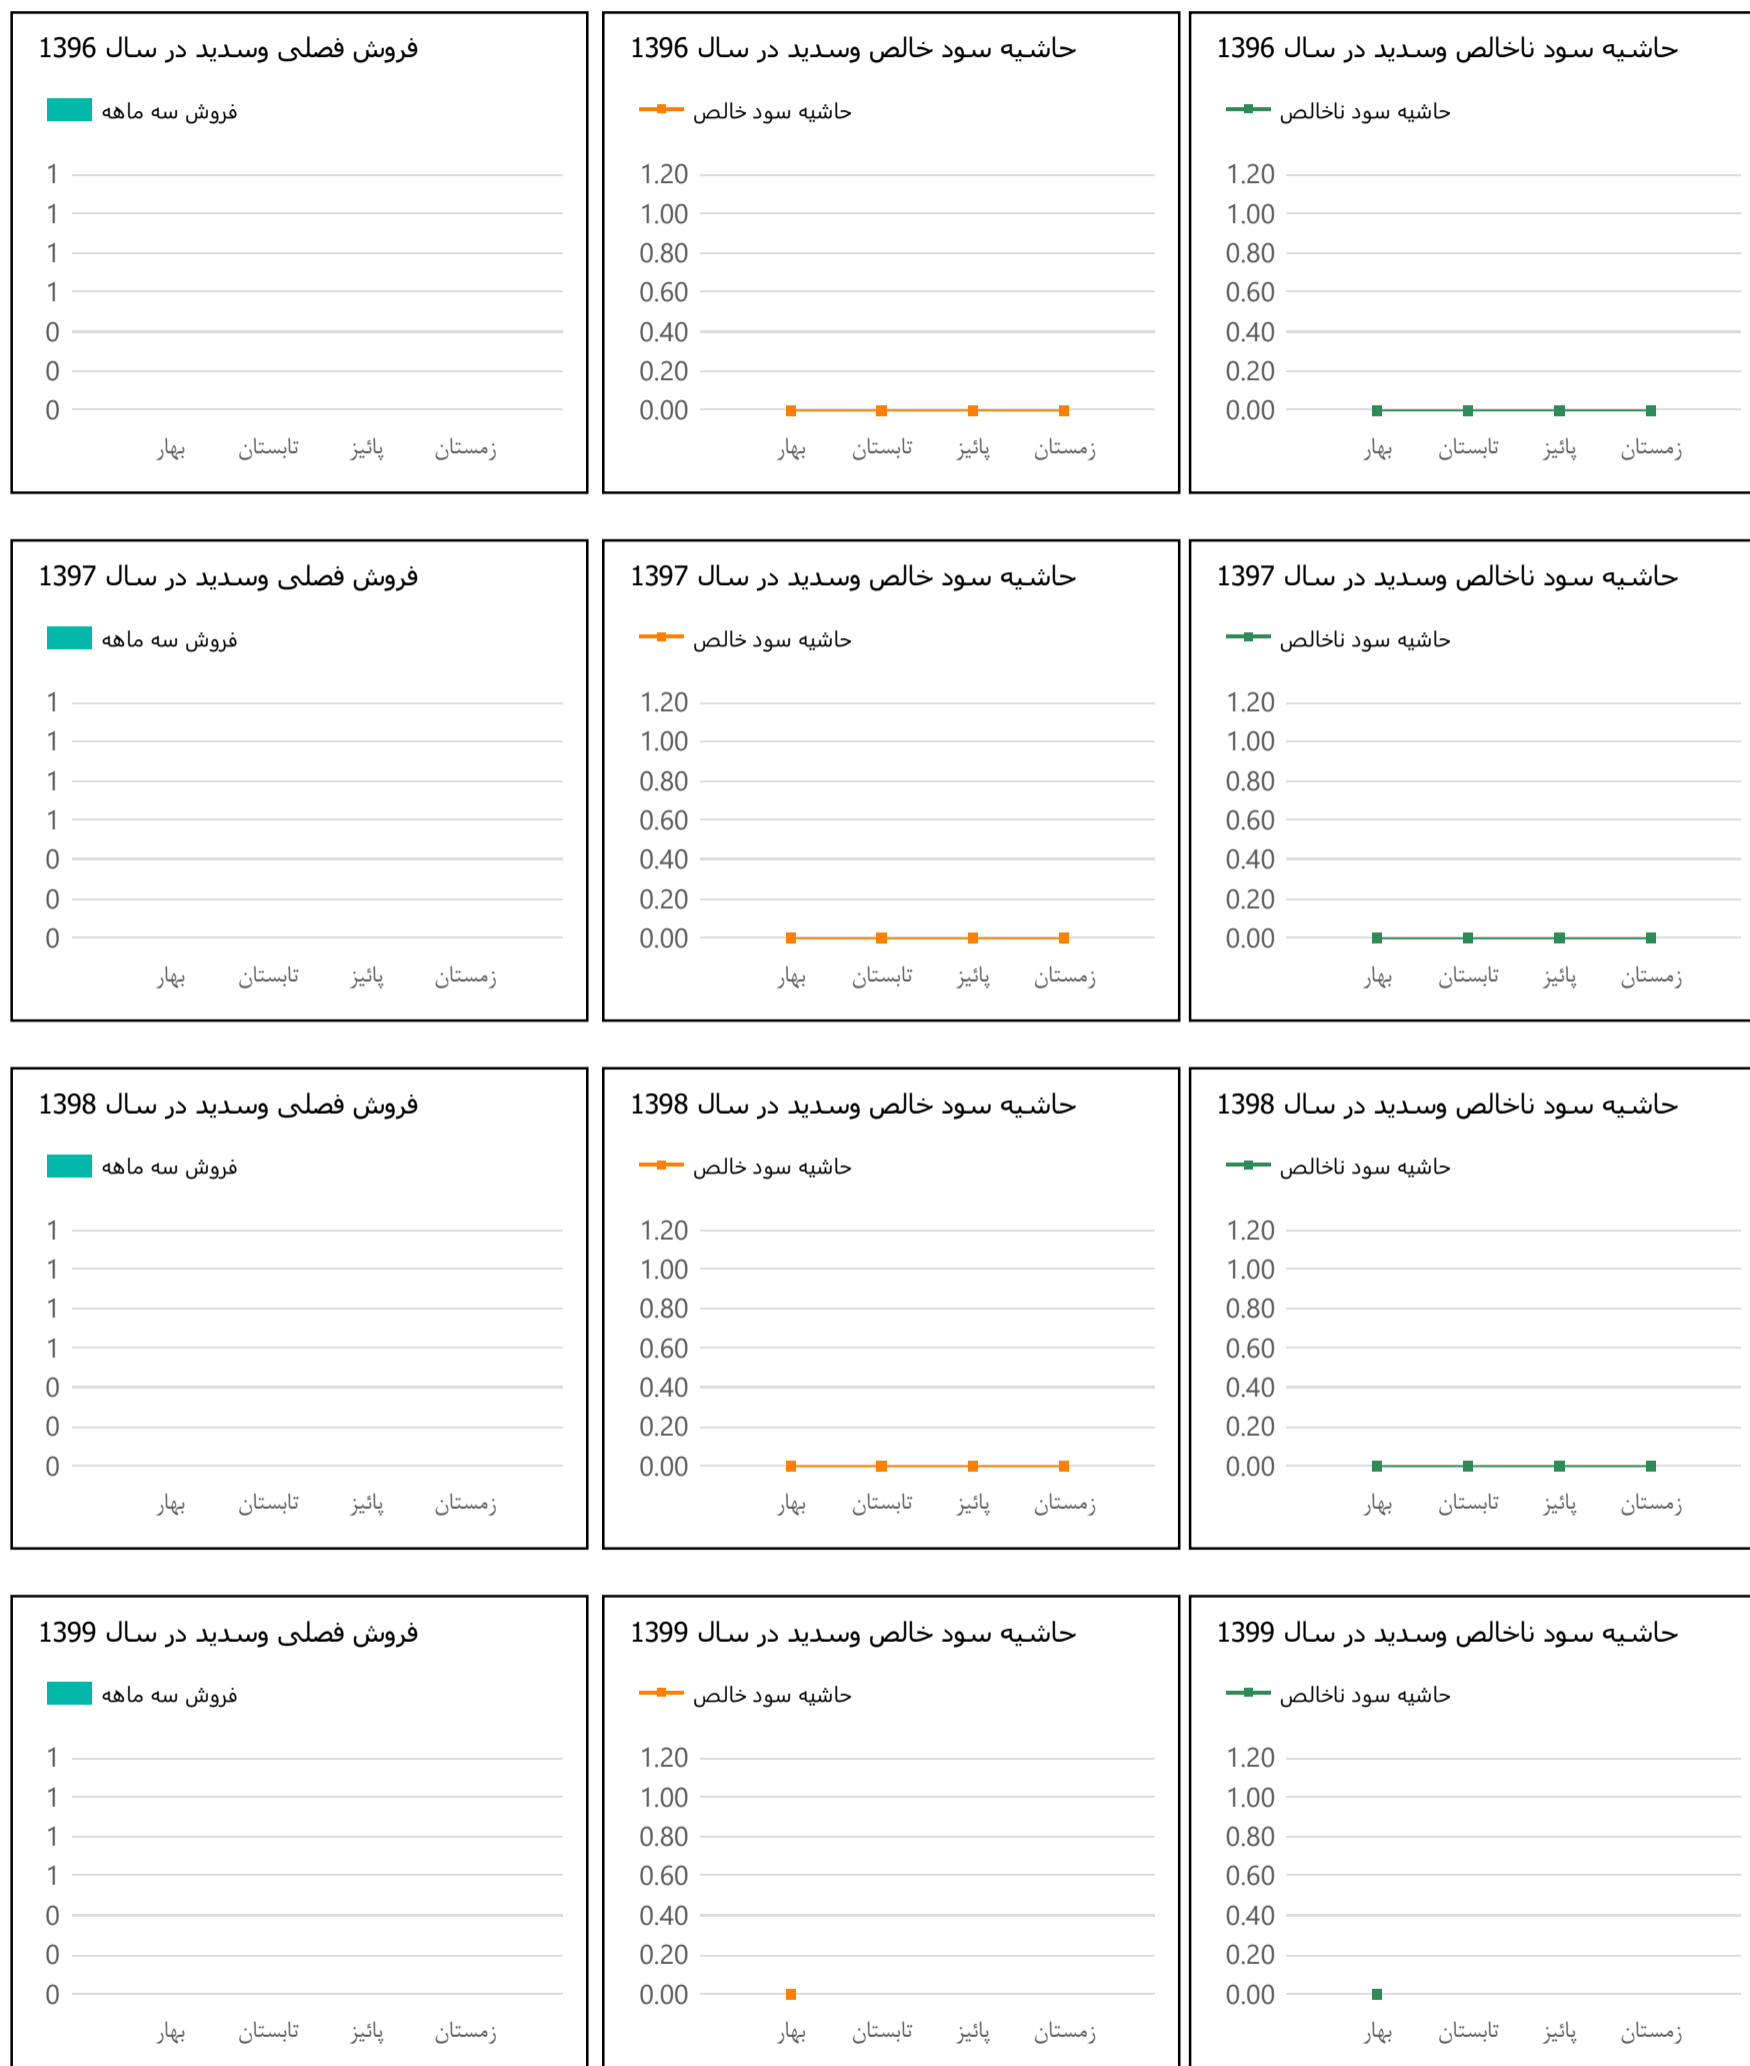 فروش فصلی وسدید در سال 1396
فروش سه ماهه
1
1
1
1
0
0
0
بهار تابستان پائیز زمستان
حاشیه سود خالص وسدید در سال 1396
حاشیه سود خالص
1.20
1.00
0.80
0.60
0.40
0.20
0.00
بهار تابستان پائیز زمستان
حاشیه سود ناخالص وسدید در سال 1396
حاشیه سود ناخالص
1.20
1.00
0.80
0.60
0.40
0.20
0.00
بهار تابستان پائیز زمستان
فروش فصلی وسدید در سال 1397
فروش سه ماهه
1
1
1
1
0
0
0
بهار تابستان پائیز زمستان
حاشیه سود خالص وسدید در سال 1397
حاشیه سود خالص
1.20
1.00
0.80
0.60
0.40
0.20
0.00
بهار تابستان پائیز زمستان
حاشیه سود ناخالص وسدید در سال 1397
حاشیه سود ناخالص
1.20
1.00
0.80
0.60
0.40
0.20
0.00
بهار تابستان پائیز زمستان
فروش فصلی وسدید در سال 1398
فروش سه ماهه
1
1
1
1
0
0
0
بهار تابستان پائیز زمستان
حاشیه سود خالص وسدید در سال 1398
حاشیه سود خالص
1.20
1.00
0.80
0.60
0.40
0.20
0.00
بهار تابستان پائیز زمستان
حاشیه سود ناخالص وسدید در سال 1398
حاشیه سود ناخالص
1.20
1.00
0.80
0.60
0.40
0.20
0.00
بهار تابستان پائیز زمستان
فروش فصلی وسدید در سال 1399
فروش سه ماهه
1
1
1
1
0
0
0
بهار تابستان پائیز زمستان
حاشیه سود خالص وسدید در سال 1399
حاشیه سود خالص
1.20
1.00
0.80
0.60
0.40
0.20
0.00
بهار تابستان پائیز زمستان
حاشیه سود ناخالص وسدید در سال 1399
حاشیه سود ناخالص
1.20
1.00
0.80
0.60
0.40
0.20
0.00
بهار تابستان پائیز زمستان